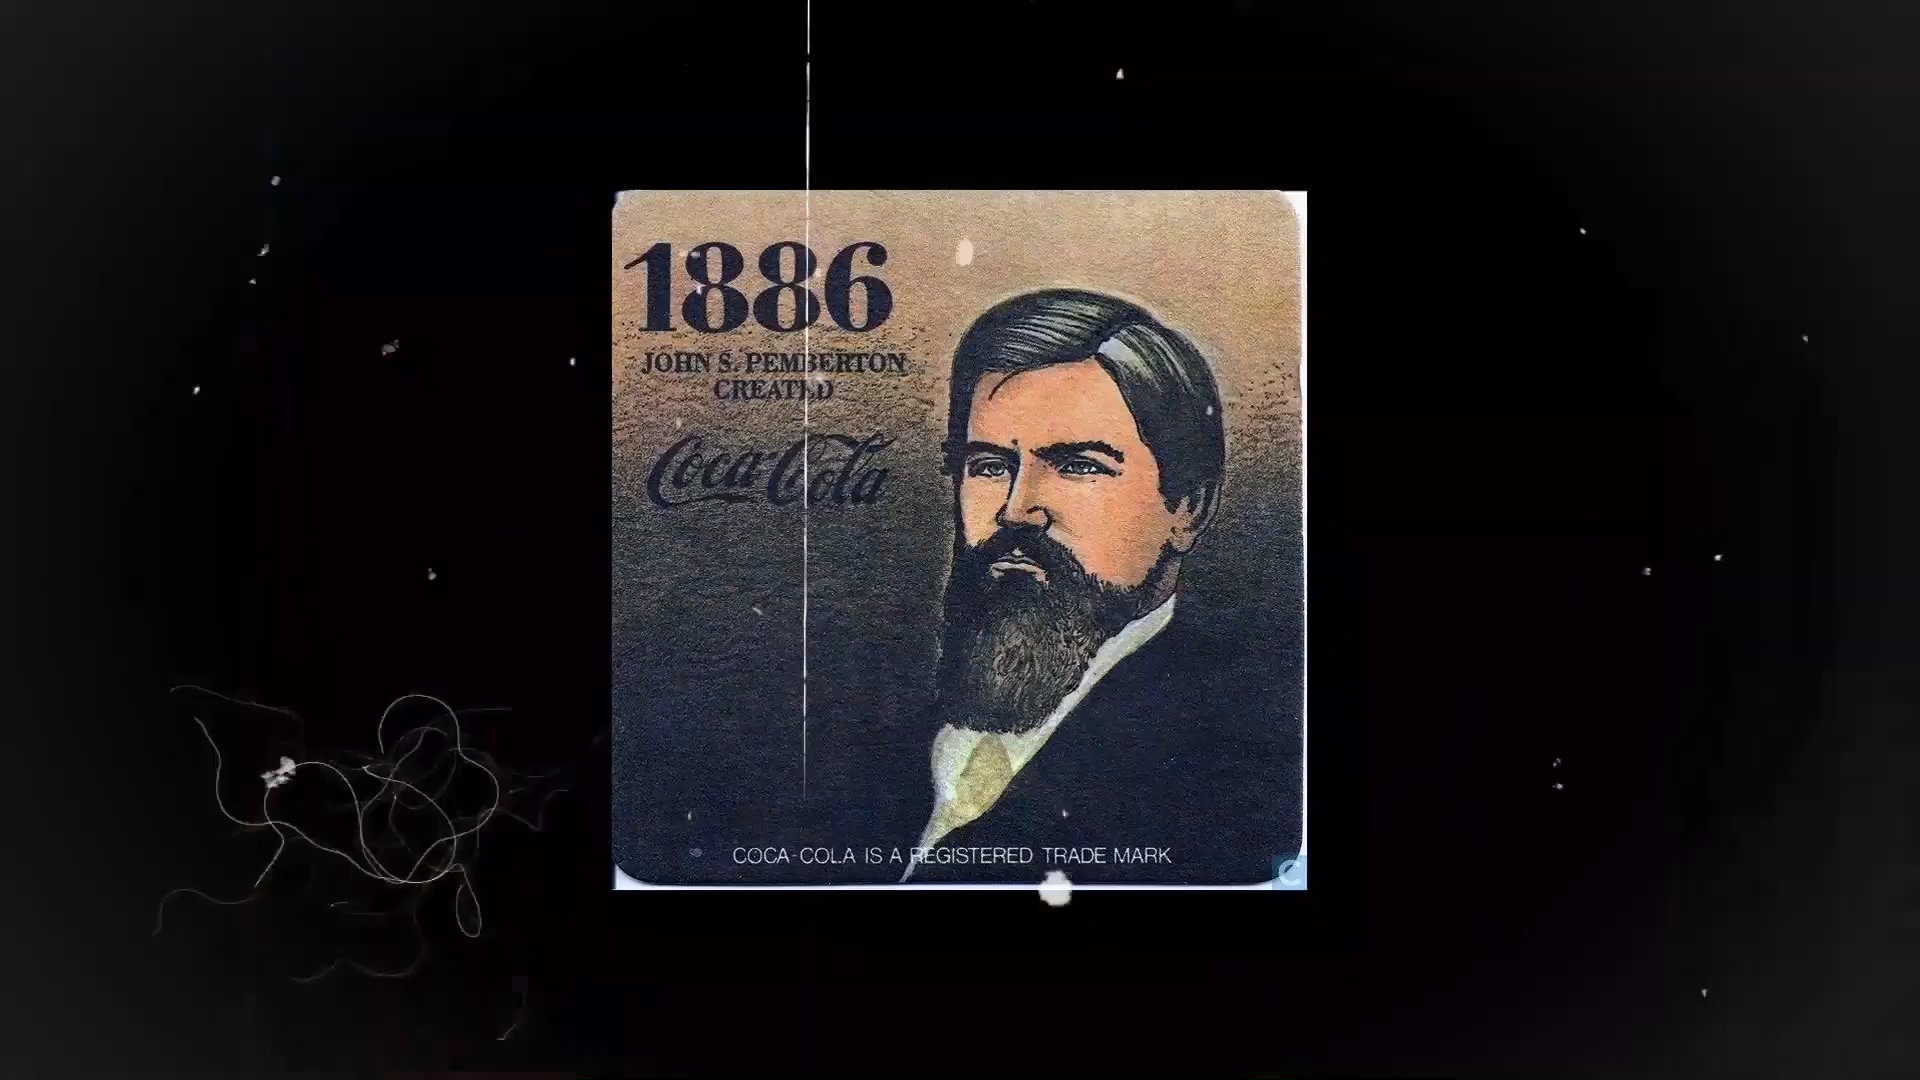 1886
JOHN S. PEMBERTON
CREATED
Coca-Cola
COCA-COLA IS A REGISTERED TRADE MARK
C